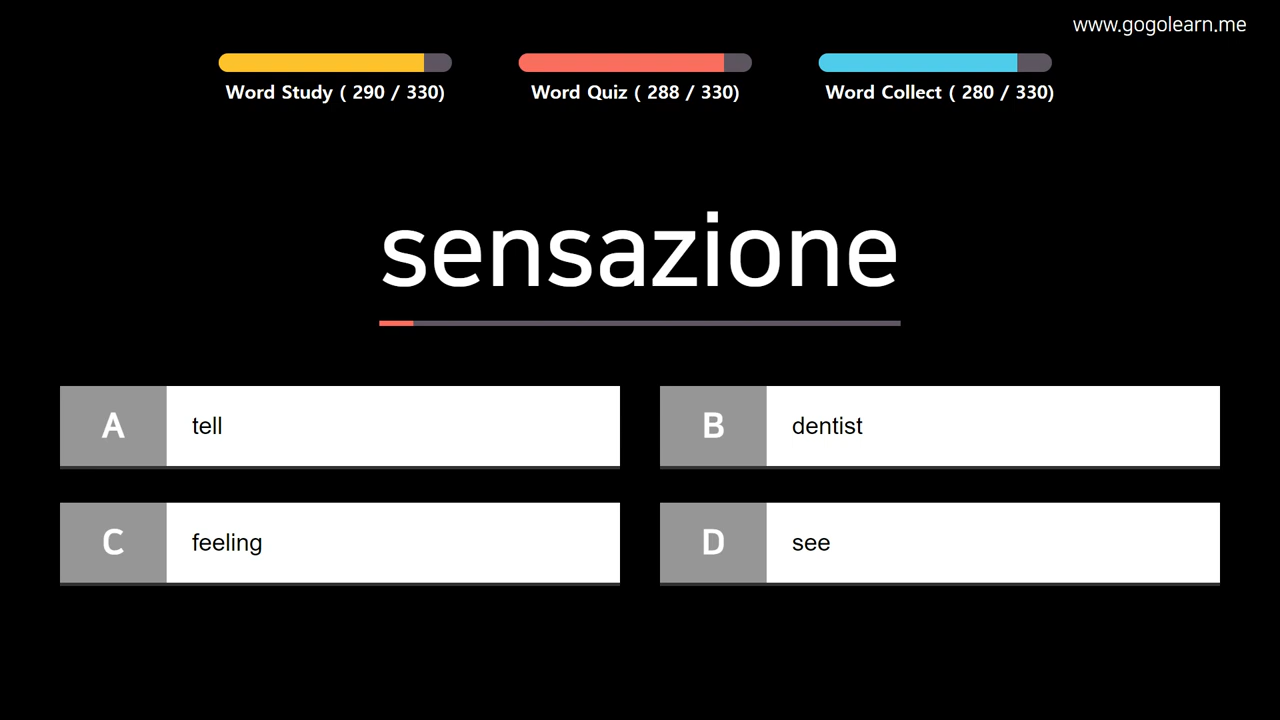 www.gogolearn.me
Word Study ( 290 / 330)
Word Quiz ( 288 / 330)
Word Collect ( 280 / 330)
sensazione
A tell
B dentist
C feeling
D see